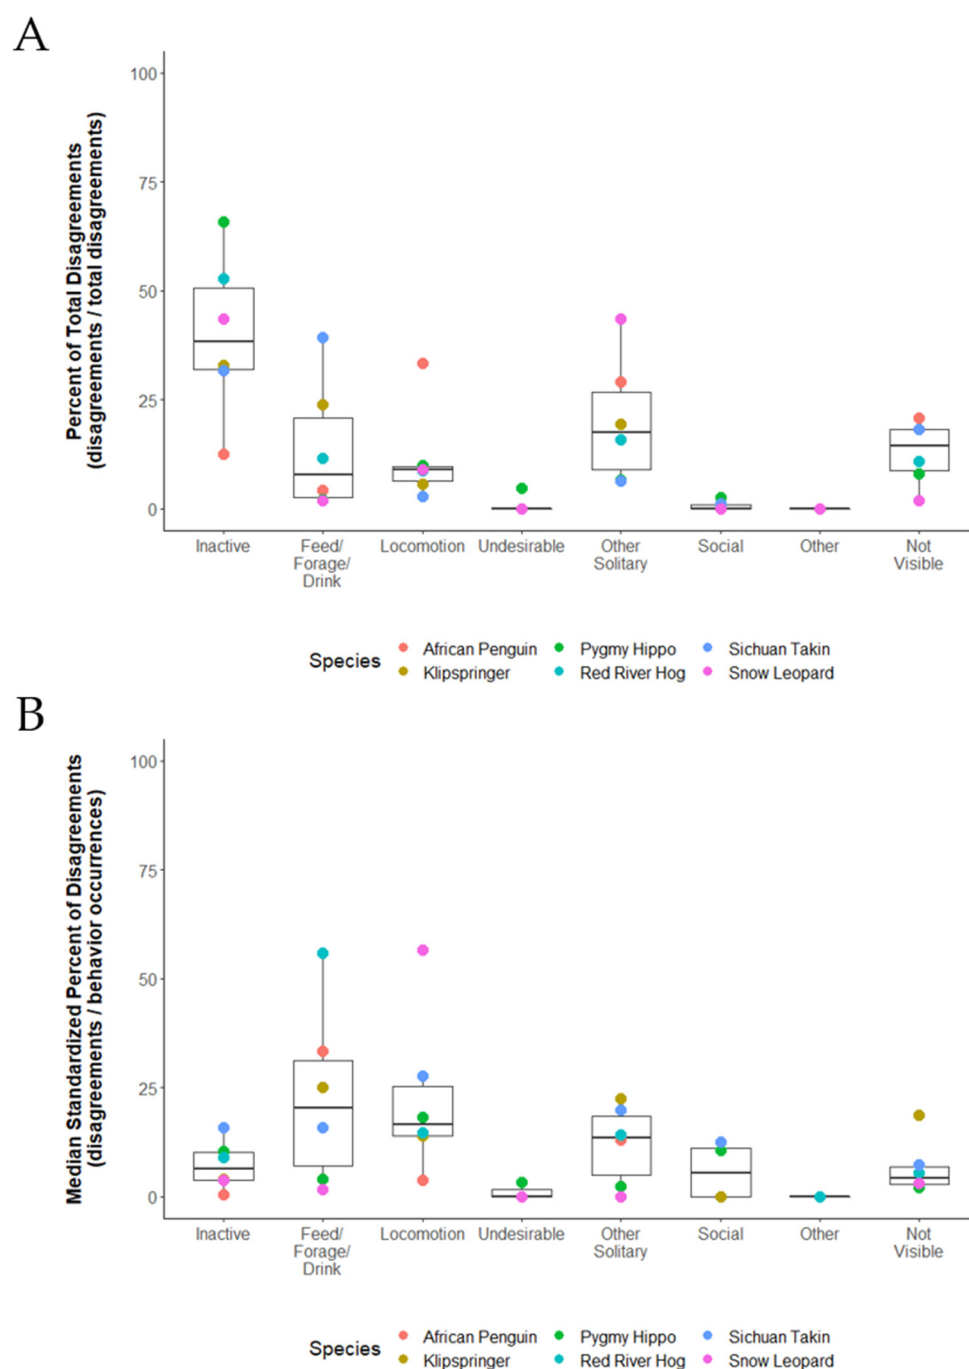 A
Percent of Total Disagreements
(disagreements / total disagreements)
100
75
50
25
0
Inactive
Feed/
Forage/
Drink
Locomotion
Undesirable
Other
Solitary
Social
Other
Not
Visible
Species
African Penguin
Pygmy Hippo
Sichuan Takin
Klipspringer
Red River Hog
Snow Leopard
B
Median Standardized Percent of Disagreements
(disagreements / behavior occurrences)
100
75
50
25
0
Inactive
Feed/
Forage/
Drink
Locomotion
Undesirable
Other
Solitary
Social
Other
Not
Visible
Species
African Penguin
Pygmy Hippo
Sichuan Takin
Klipspringer
Red River Hog
Snow Leopard